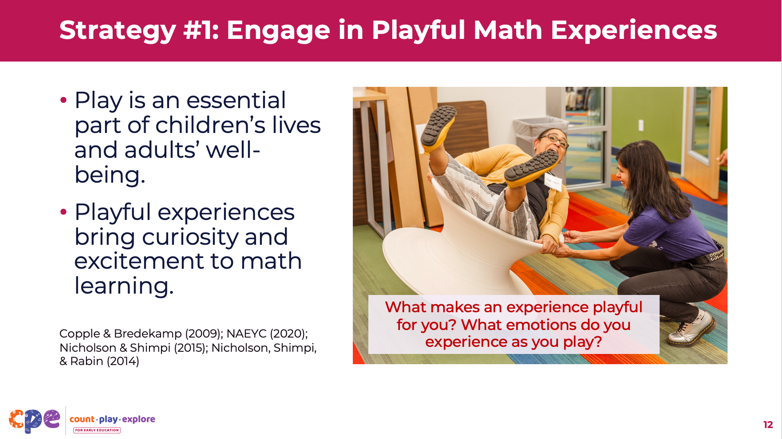 Strategy #1: Engage in Playful Math Experiences
• Play is an essential
part of children's lives
and adults' well-
being.
• Playful experiences
bring curiosity and
excitement to math
learning.
Copple & Bredekamp (2009); NAEYC (2020);
Nicholson & Shimpi (2015); Nicholson, Shimpi,
& Rabin (2014)
What makes an experience playful
for you? What emotions do you
experience as you play?
cpe
count·play·explore
FOR EARLY EDUCATION
12